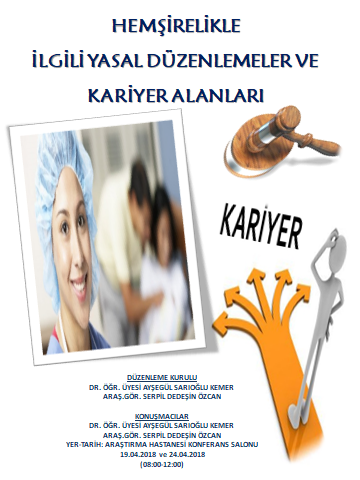 HEMŞİRELİKLE
İLGİLİ YASAL DÜZENLEMELER VE
KARİYER ALANLARI
KARİYER
DÜZENLEME KURULU
DR. ÖĞR. ÜYESİ AYŞEGÜL SARIOĞLU KEMER
ARAŞ.GÖR. SERPİL DEDEŞİN ÖZCAN
KONUŞMACILAR
DR. ÖĞR. ÜYESİ AYŞEGÜL SARIOĞLU KEMER
ARAŞ.GÖR. SERPİL DEDEŞİN ÖZCAN
YER-TARİH: ARAŞTIRMA HASTANESİ KONFERANS SALONU
19.04.2018 ve 24.04.2018
(08:00-12:00)